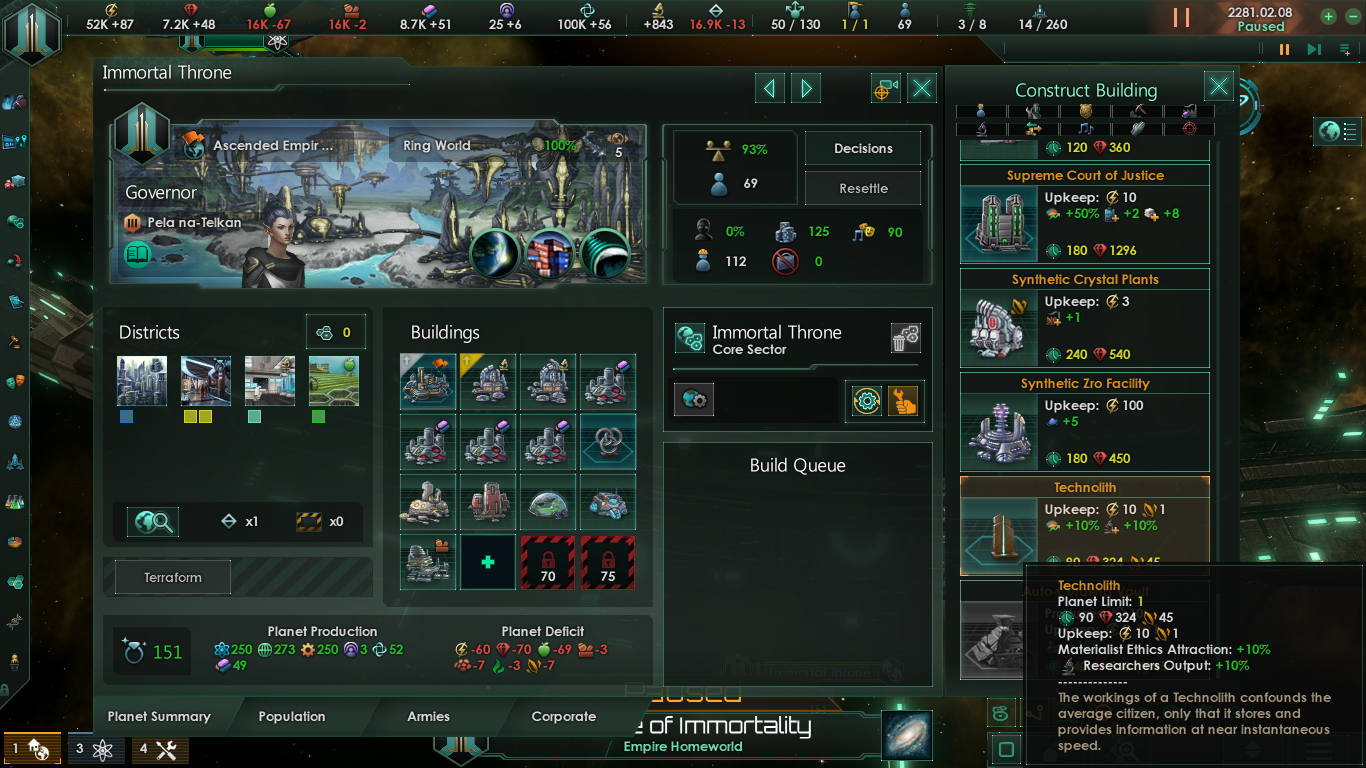 52K +87
7.2K +48
16K -67
16K -2
8.7K +51
25 +6
100K +56
+843
16.9K -13
50 / 130
1 / 1
69
3 / 8
14 / 260
2281.02.08
Paused
Immortal Throne
Ascended Empir ...
Ring World
100%
5
Governor
III
Pela na-Telkan
93%
69
Decisions
Resettle
0%
125
90
112
0
Districts
0
x1
x0
Terraform
Buildings
70
75
Immortal Throne
Core Sector
Build Queue
151
Planet Production
250 273 250 3 52
49
Planet Deficit
-60 -70 -69 -3
-7 -3 -7
Planet Summary
Population
Armies
Corporate
1
3
4
Paused
e of Immortality
Empire Homeworld
Construct Building
120 360
Supreme Court of Justice
Upkeep: 10
+50% +2 +8
180 1296
Synthetic Crystal Plants
Upkeep: 3
+1
240 540
Synthetic Zro Facility
Upkeep: 100
+5
180 450
Technolith
Upkeep: 10 1
+10% +10%
90 324 45
Technolith
Planet Limit: 1
90 324 45
Upkeep: 10 1
Materialist Ethics Attraction: +10%
Researchers Output: +10%
--------------
The workings of a Technolith confounds the
average citizen, only that it stores and
provides information at near instantaneous
speed.